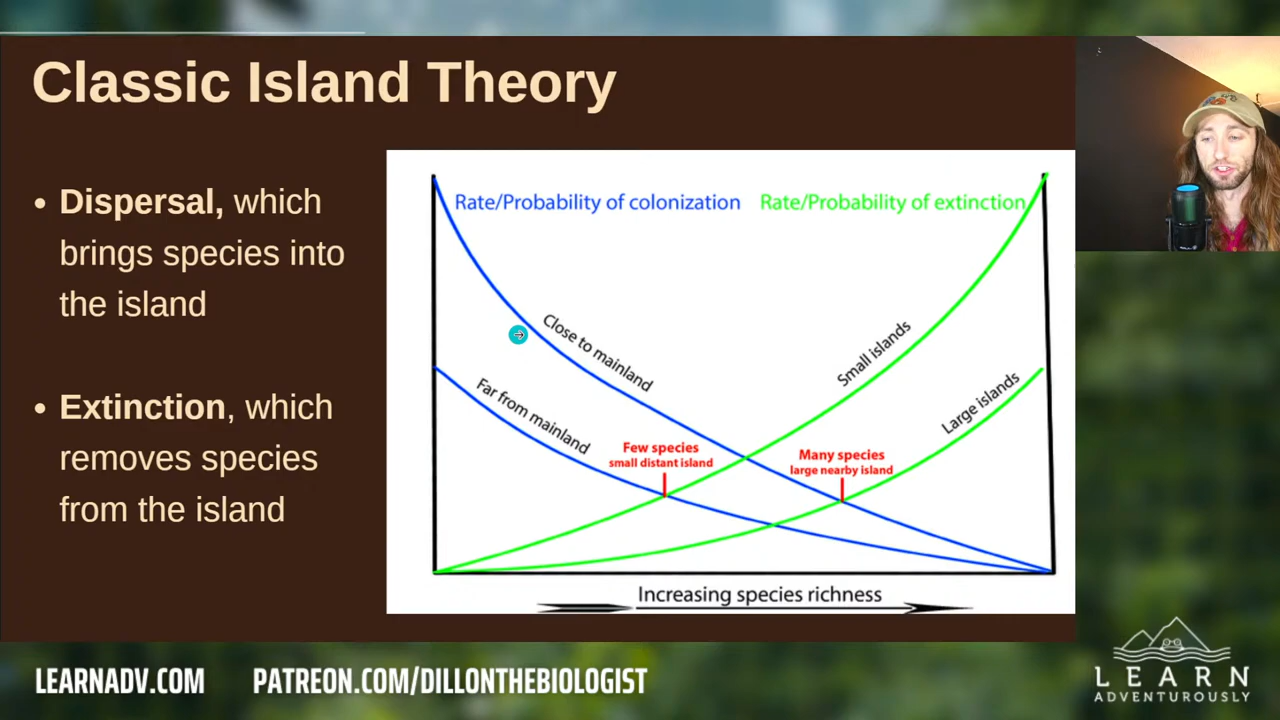 Classic Island Theory
• Dispersal, which
brings species into
the island
• Extinction, which
removes species
from the island
Rate/Probability of colonization
Rate/Probability of extinction
Close to mainland
Far from mainland
Small islands
Large islands
Few species
small distant island
Many species
large nearby island
Increasing species richness
LEARNADV.COM
PATREON.COM/DILLONTHEBIOLOGIST
LEARN
ADVENTUROUSLY